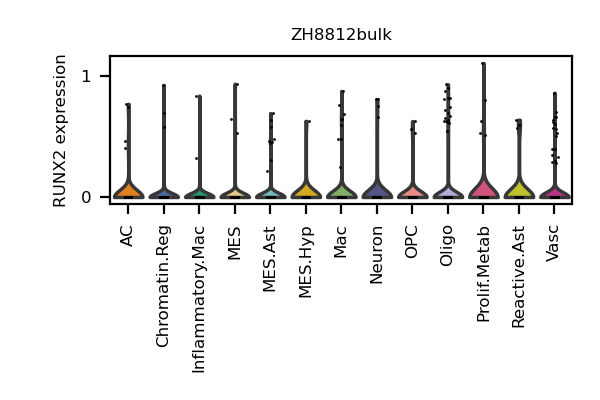 ZH8812bulk
RUNX2 expression
1
0
AC
Chromatin.Reg
Inflammatory.Mac
MES
MES.Ast
MES.Hyp
Mac
Neuron
OPC
Oligo
Prolif.Metab
Reactive.Ast
Vasc